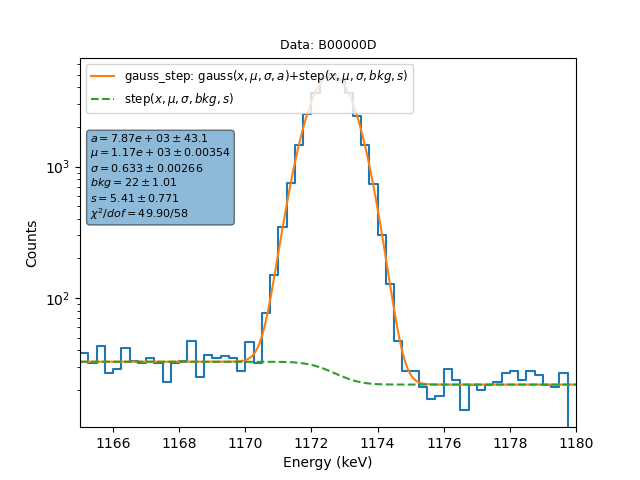 Data: B00000D
gauss_step: gauss(x, μ, σ, a)+step(x, μ, σ, bkg, s)
step(x, μ, σ, bkg, s)
a = 7.87e + 03 ± 43.1
μ = 1.17e + 03 ± 0.00354
σ = 0.633 ± 0.00266
bkg = 22 ± 1.01
s = 5.41 ± 0.771
χ²/dof = 49.90/58
10³
10²
Counts
1166 1168 1170 1172 1174 1176 1178 1180
Energy (keV)